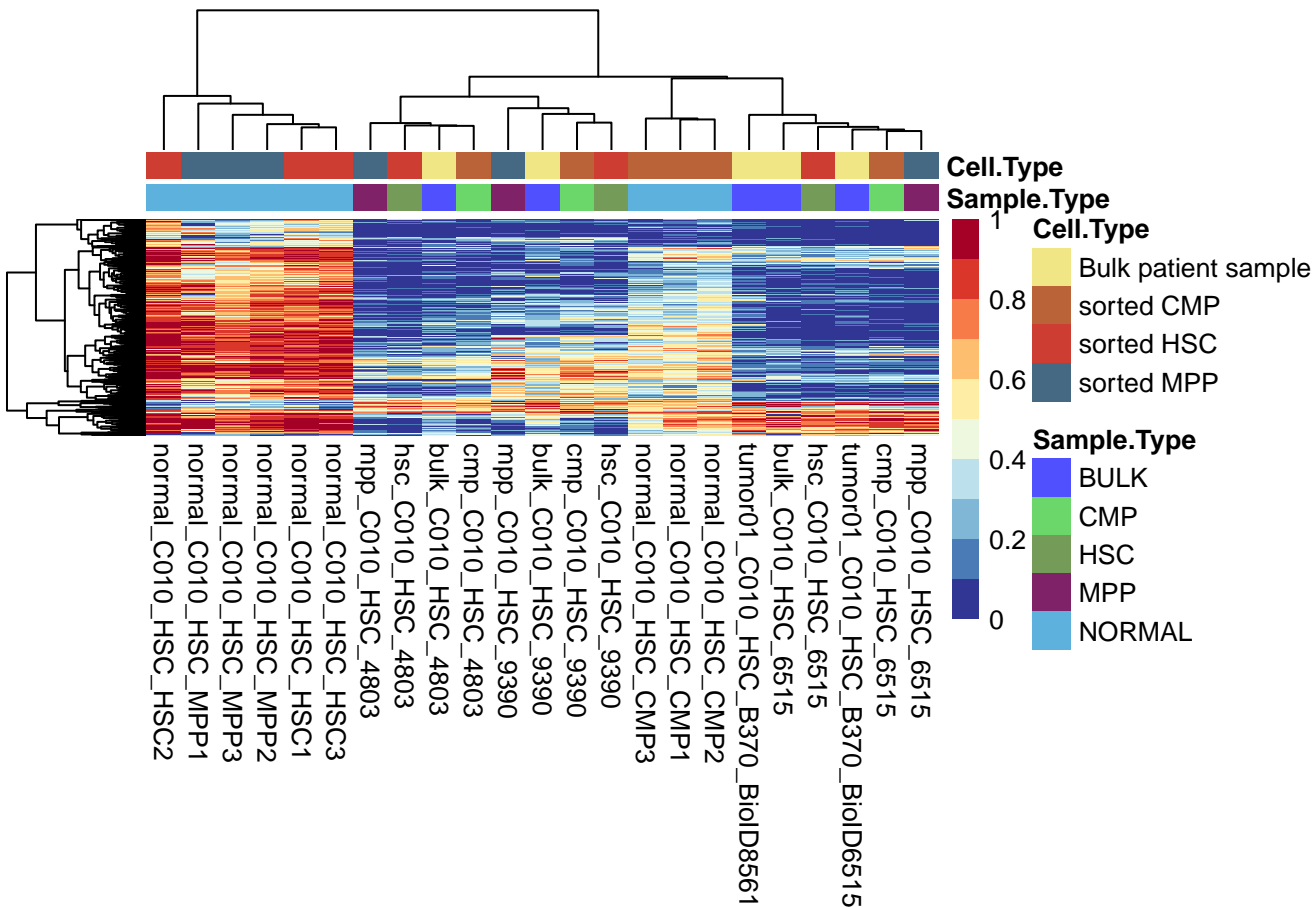 Cell.Type
Sample.Type
1
0.8
0.6
0.4
0.2
0
Cell.Type
Bulk patient sample
sorted CMP
sorted HSC
sorted MPP
Sample.Type
BULK
CMP
HSC
MPP
NORMAL
normal_C010_HSC_HSC2
normal_C010_HSC_MPP1
normal_C010_HSC_MPP3
normal_C010_HSC_MPP2
normal_C010_HSC_HSC1
normal_C010_HSC_HSC3
mpp_C010_HSC_4803
hsc_C010_HSC_4803
bulk_C010_HSC_4803
cmp_C010_HSC_4803
mpp_C010_HSC_9390
bulk_C010_HSC_9390
cmp_C010_HSC_9390
hsc_C010_HSC_9390
normal_C010_HSC_CMP3
normal_C010_HSC_CMP1
normal_C010_HSC_CMP2
tumor01_C010_HSC_B370_BioID8561
bulk_C010_HSC_6515
hsc_C010_HSC_6515
tumor01_C010_HSC_B370_BioID6515
cmp_C010_HSC_6515
mpp_C010_HSC_6515